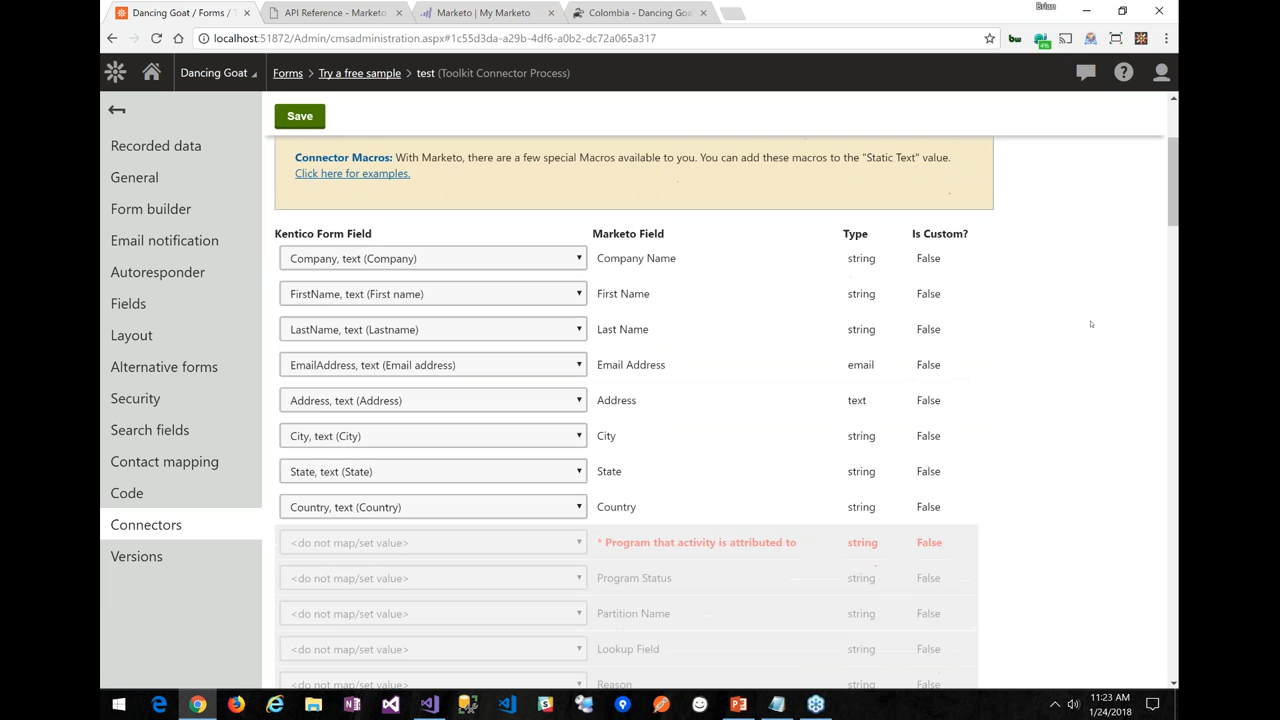 Brian
Dancing Goat / Forms / T
API Reference - Marketo
Marketo | My Marketo
Colombia - Dancing Goa
localhost:51872/Admin/cmsadministration.aspx#1c55d3da-a29b-4df6-a0b2-dc72a065a317
4%
Dancing Goat Forms > Try a free sample > test (Toolkit Connector Process)
Save
Recorded data
General
Form builder
Email notification
Autoresponder
Fields
Layout
Alternative forms
Security
Search fields
Contact mapping
Code
Connectors
Versions
Connector Macros: With Marketo, there are a few special Macros available to you. You can add these macros to the "Static Text" value.
Click here for examples.
Kentico Form Field Marketo Field Type Is Custom?
Company, text (Company) Company Name string False
FirstName, text (First name) First Name string False
LastName, text (Lastname) Last Name string False
EmailAddress, text (Email address) Email Address email False
Address, text (Address) Address text False
City, text (City) City string False
State, text (State) State string False
Country, text (Country) Country string False
<do not map/set value> * Program that activity is attributed to string False
<do not map/set value> Program Status string False
<do not map/set value> Partition Name string False
<do not map/set value> Lookup Field string False
<do not map/set value> Reason string False
11:23 AM
1/24/2018